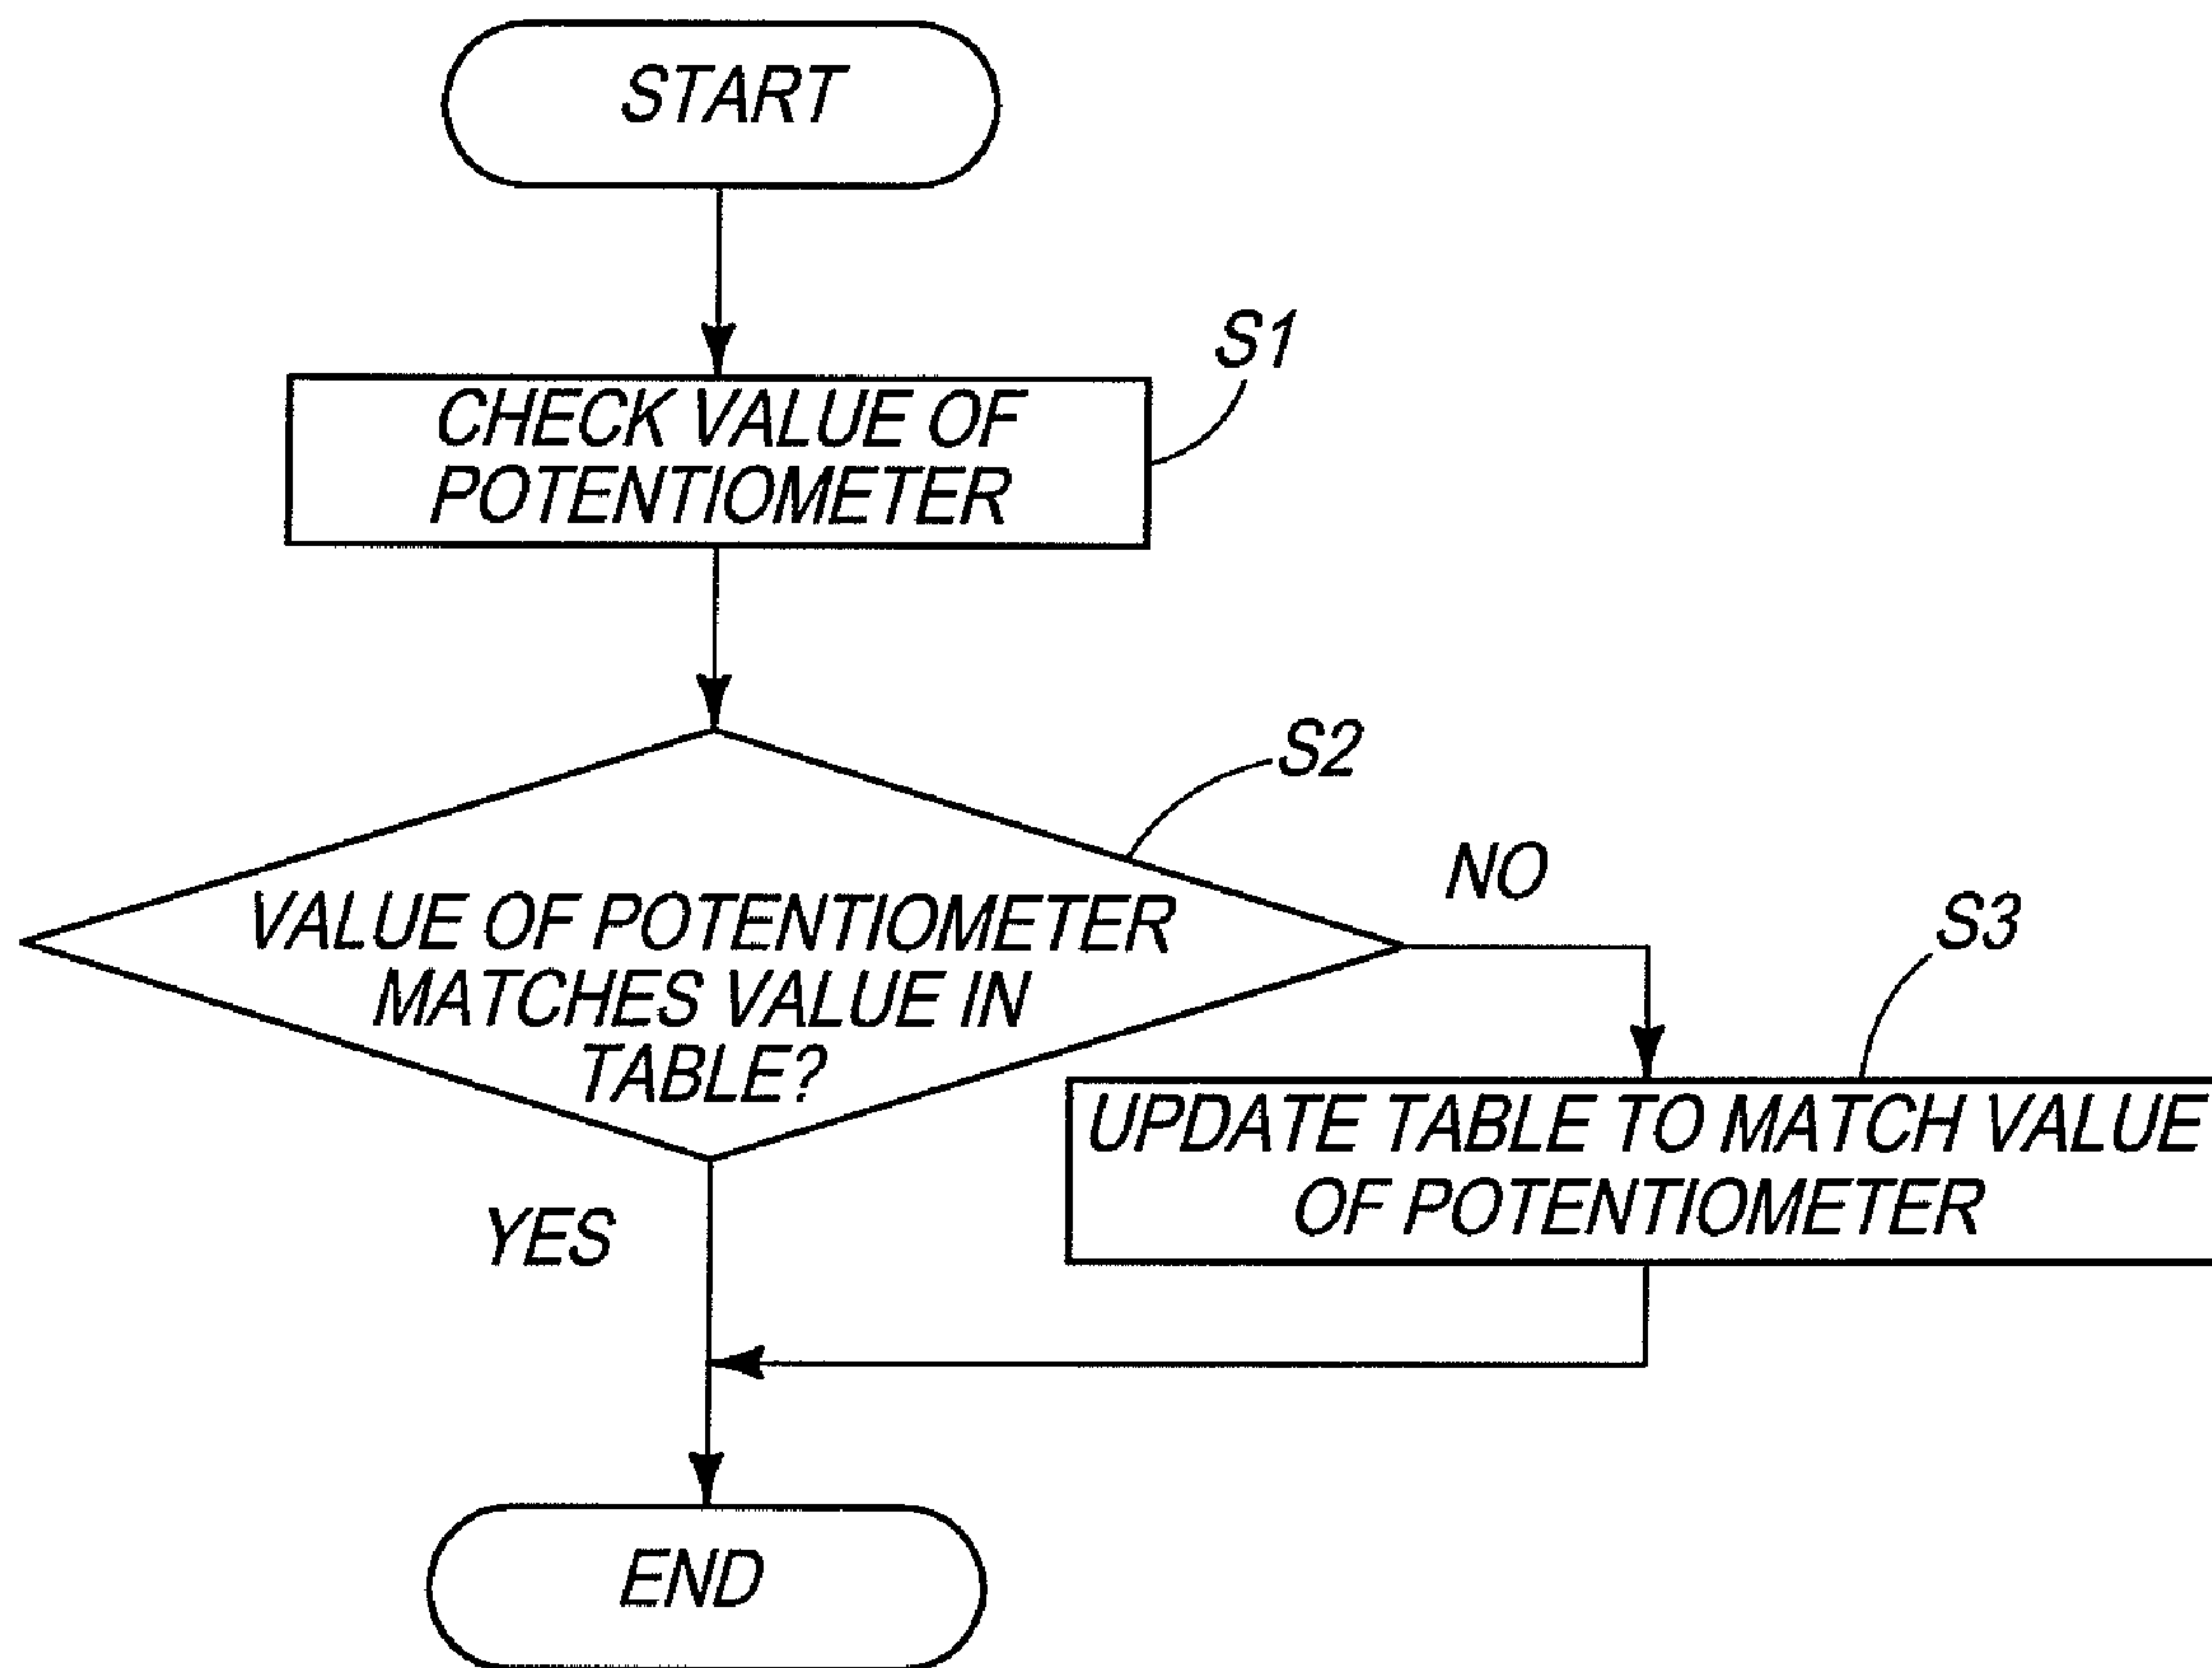 START
S1
CHECK VALUE OF
POTENTIOMETER
S2
VALUE OF POTENTIOMETER
MATCHES VALUE IN
TABLE?
NO
S3
UPDATE TABLE TO MATCH VALUE
OF POTENTIOMETER
YES
END